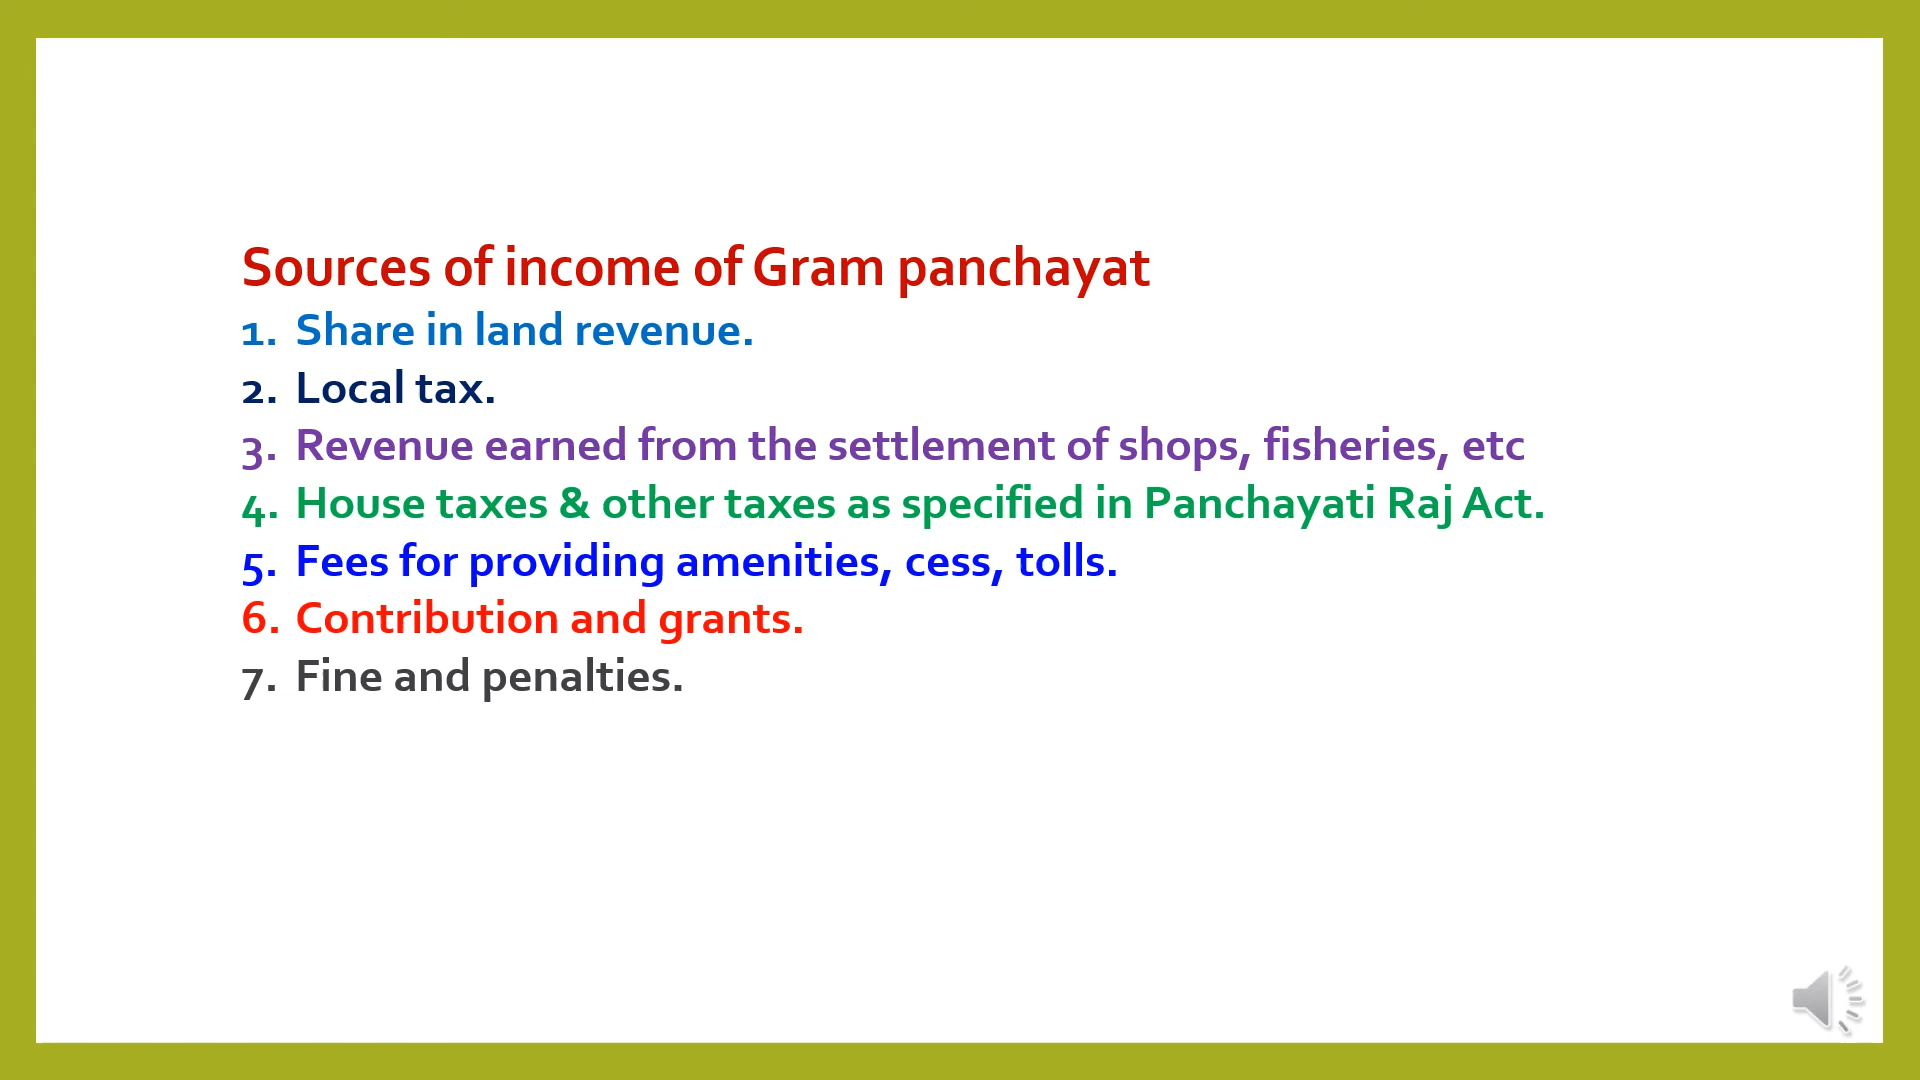 Sources of income of Gram panchayat
1. Share in land revenue.
2. Local tax.
3. Revenue earned from the settlement of shops, fisheries, etc
4. House taxes & other taxes as specified in Panchayati Raj Act.
5. Fees for providing amenities, cess, tolls.
6. Contribution and grants.
7. Fine and penalties.